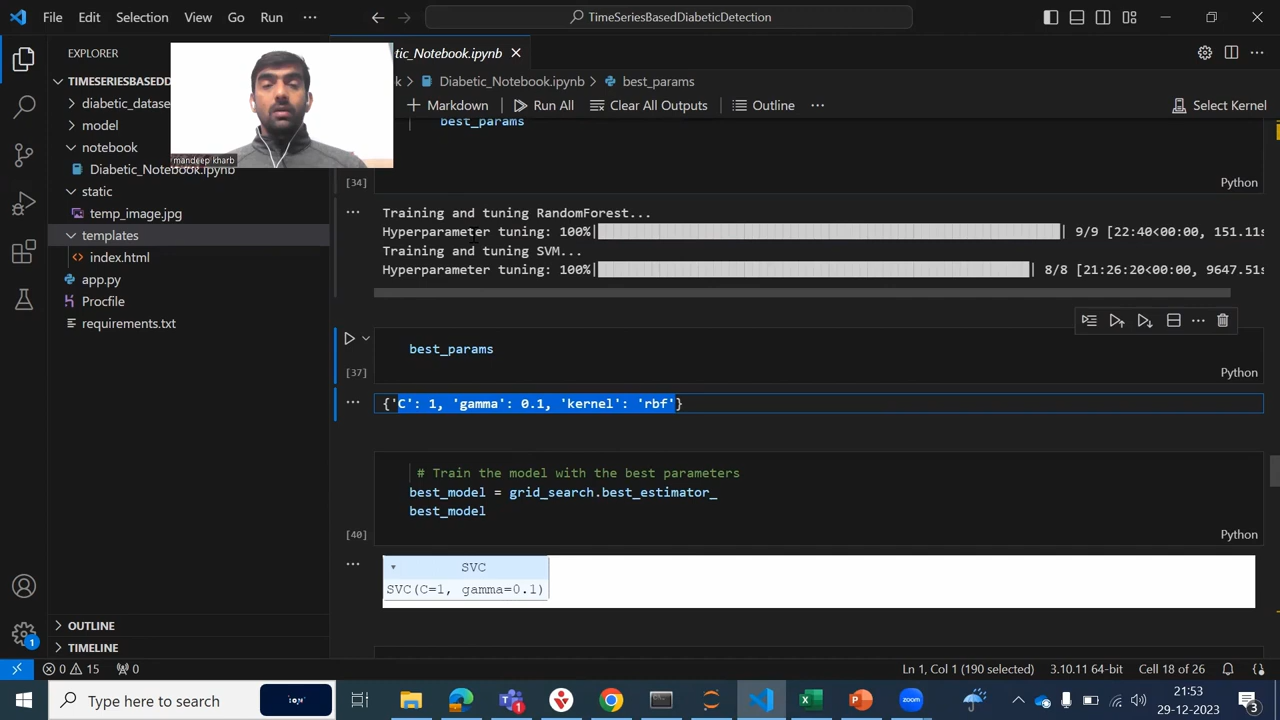 File Edit Selection View Go Run ···
TimeSeriesBasedDiabeticDetection
EXPLORER
TIMESERIESBASEDD
diabetic_datase
model
notebook
Diabetic_Notebook.ipynb
static
temp_image.jpg
templates
index.html
app.py
Procfile
requirements.txt
OUTLINE
TIMELINE
mandeep kharb
tic_Notebook.ipynb
k > Diabetic_Notebook.ipynb > best_params
+ Markdown Run All Clear All Outputs Outline ··· Select Kernel
best_params
[34] Python
Training and tuning RandomForest...
Hyperparameter tuning: 100%| | 9/9 [22:40<00:00, 151.11s
Training and tuning SVM...
Hyperparameter tuning: 100%| | 8/8 [21:26:20<00:00, 9647.51s
best_params
[37] Python
{'C': 1, 'gamma': 0.1, 'kernel': 'rbf'}
# Train the model with the best parameters
best_model = grid_search.best_estimator_
best_model
[40] Python
SVC
SVC(C=1, gamma=0.1)
0 15 0 Ln 1, Col 1 (190 selected) 3.10.11 64-bit Cell 18 of 26
Type here to search
21:53
29-12-2023